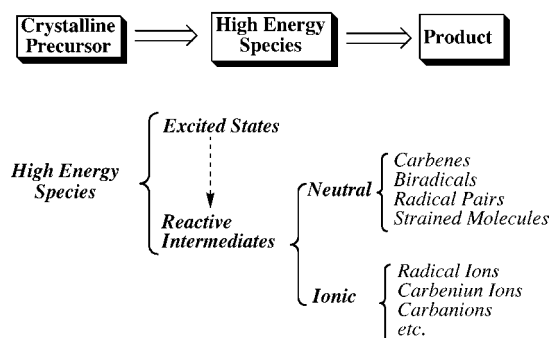 Crystalline
Precursor
High Energy
Species
Product
High Energy
Species
Excited States
Reactive
Intermediates
Neutral
Carbenes
Biradicals
Radical Pairs
Strained Molecules
Ionic
Radical Ions
Carbeniun Ions
Carbanions
etc.